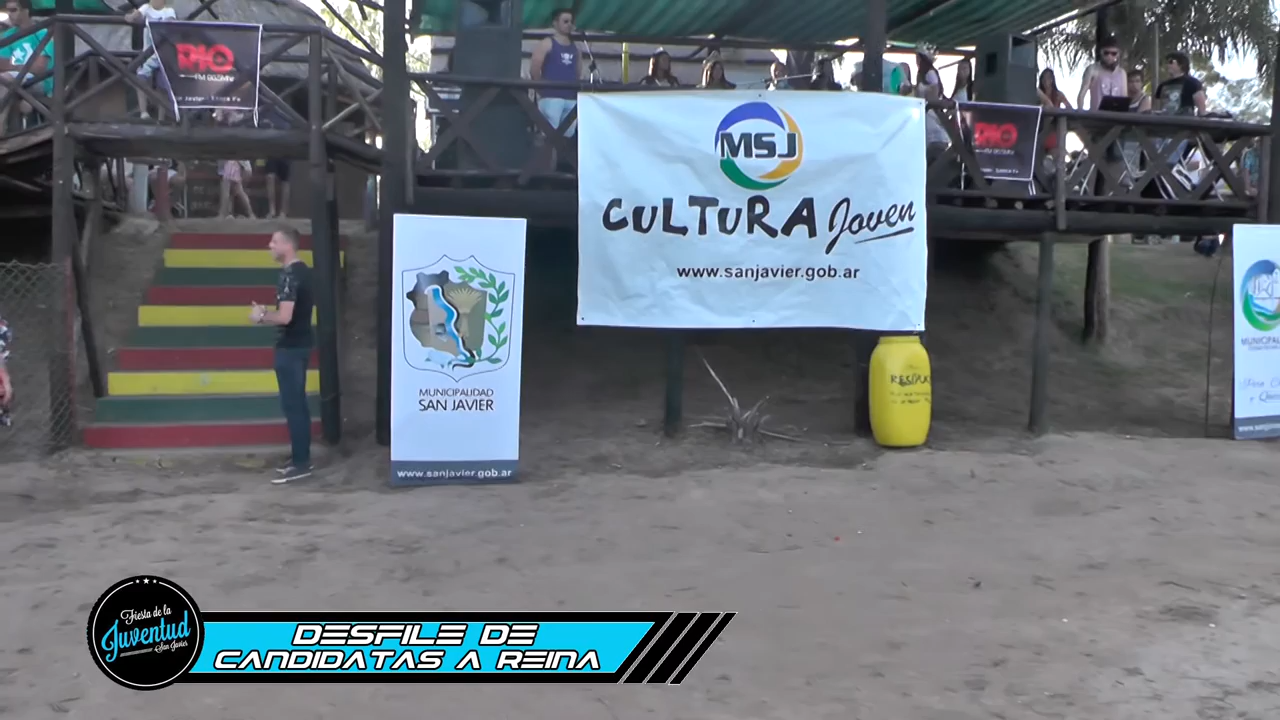 RIO
MSJ
CULTURA Joven
www.sanjavier.gob.ar
RIO
MUNICIPALIDAD
SAN JAVIER
www.sanjavier.gob.ar
RESIDUOS
Fiesta de la
Juventud
San Javier
DESFILE DE
CANDIDATAS A REINA